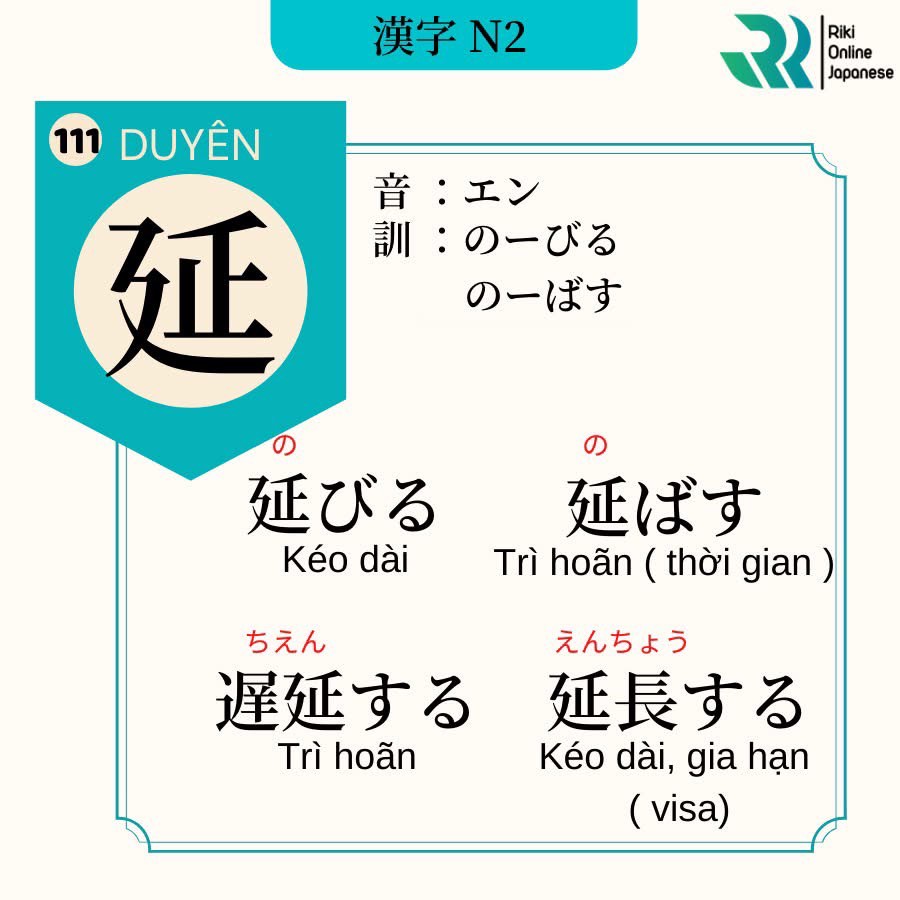 漢字 N2
Riki
Online
Japanese
111 DUYÊN
延
音 ：エン
訓 ：のーびる
のーばす
の
延びる
Kéo dài
の
延ばす
Trì hoãn ( thời gian )
ちえん
遅延する
Trì hoãn
えんちょう
延長する
Kéo dài, gia hạn
( visa)